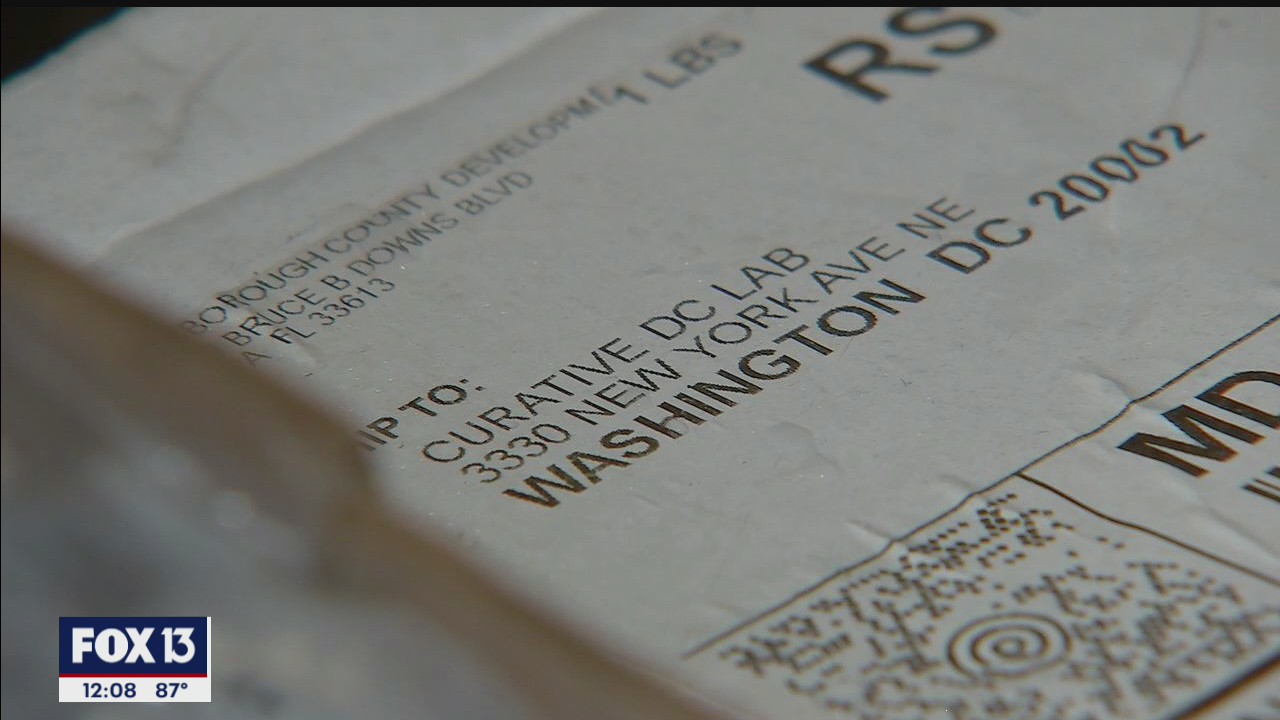 1 LBS
RS
BOROUGH COUNTY DEVELOPM
BRUCE B DOWNS BLVD
A FL 33613
HIP TO:
CURATIVE DC LAB
3330 NEW YORK AVE NE
WASHINGTON DC 20002
MD
FOX 13
12:08 87°